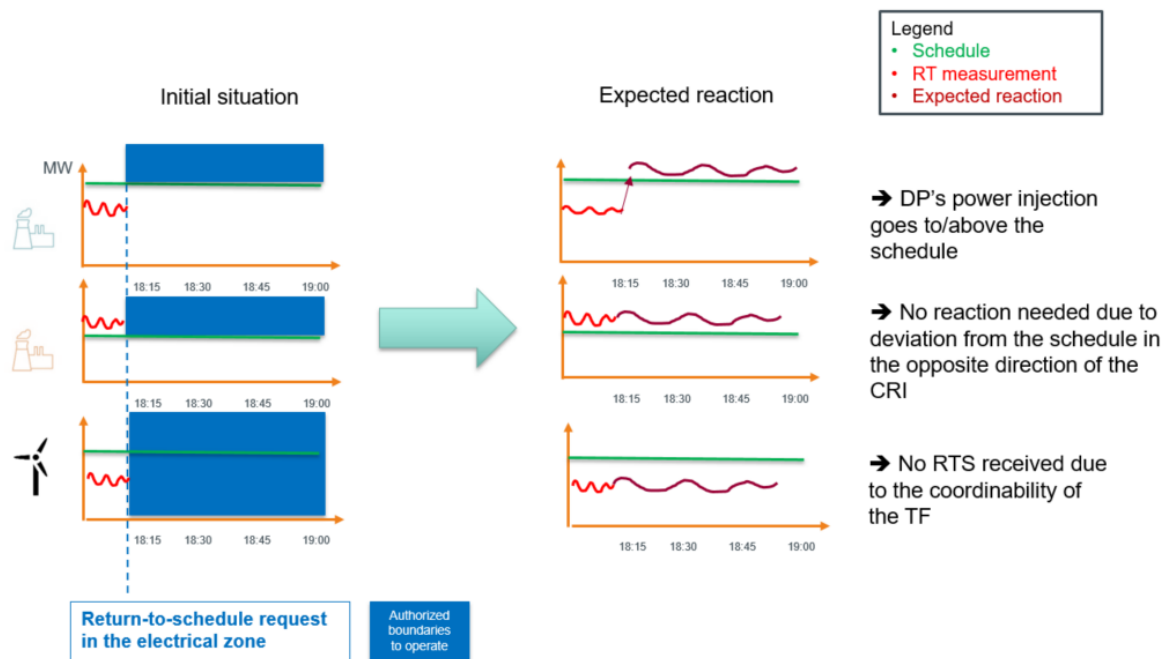 Legend
• Schedule
• RT measurement
• Expected reaction
Initial situation
Expected reaction
MW
18:15 18:30 18:45 19:00
18:15 18:30 18:45 19:00
➔ DP's power injection
goes to/above the
schedule
18:15 18:30 18:45 19:00
18:15 18:30 18:45 19:00
➔ No reaction needed due to
deviation from the schedule in
the opposite direction of the
CRI
18:15 18:30 18:45 19:00
18:15 18:30 18:45 19:00
➔ No RTS received due
to the coordinability of
the TF
Return-to-schedule request
in the electrical zone
Authorized
boundaries
to operate